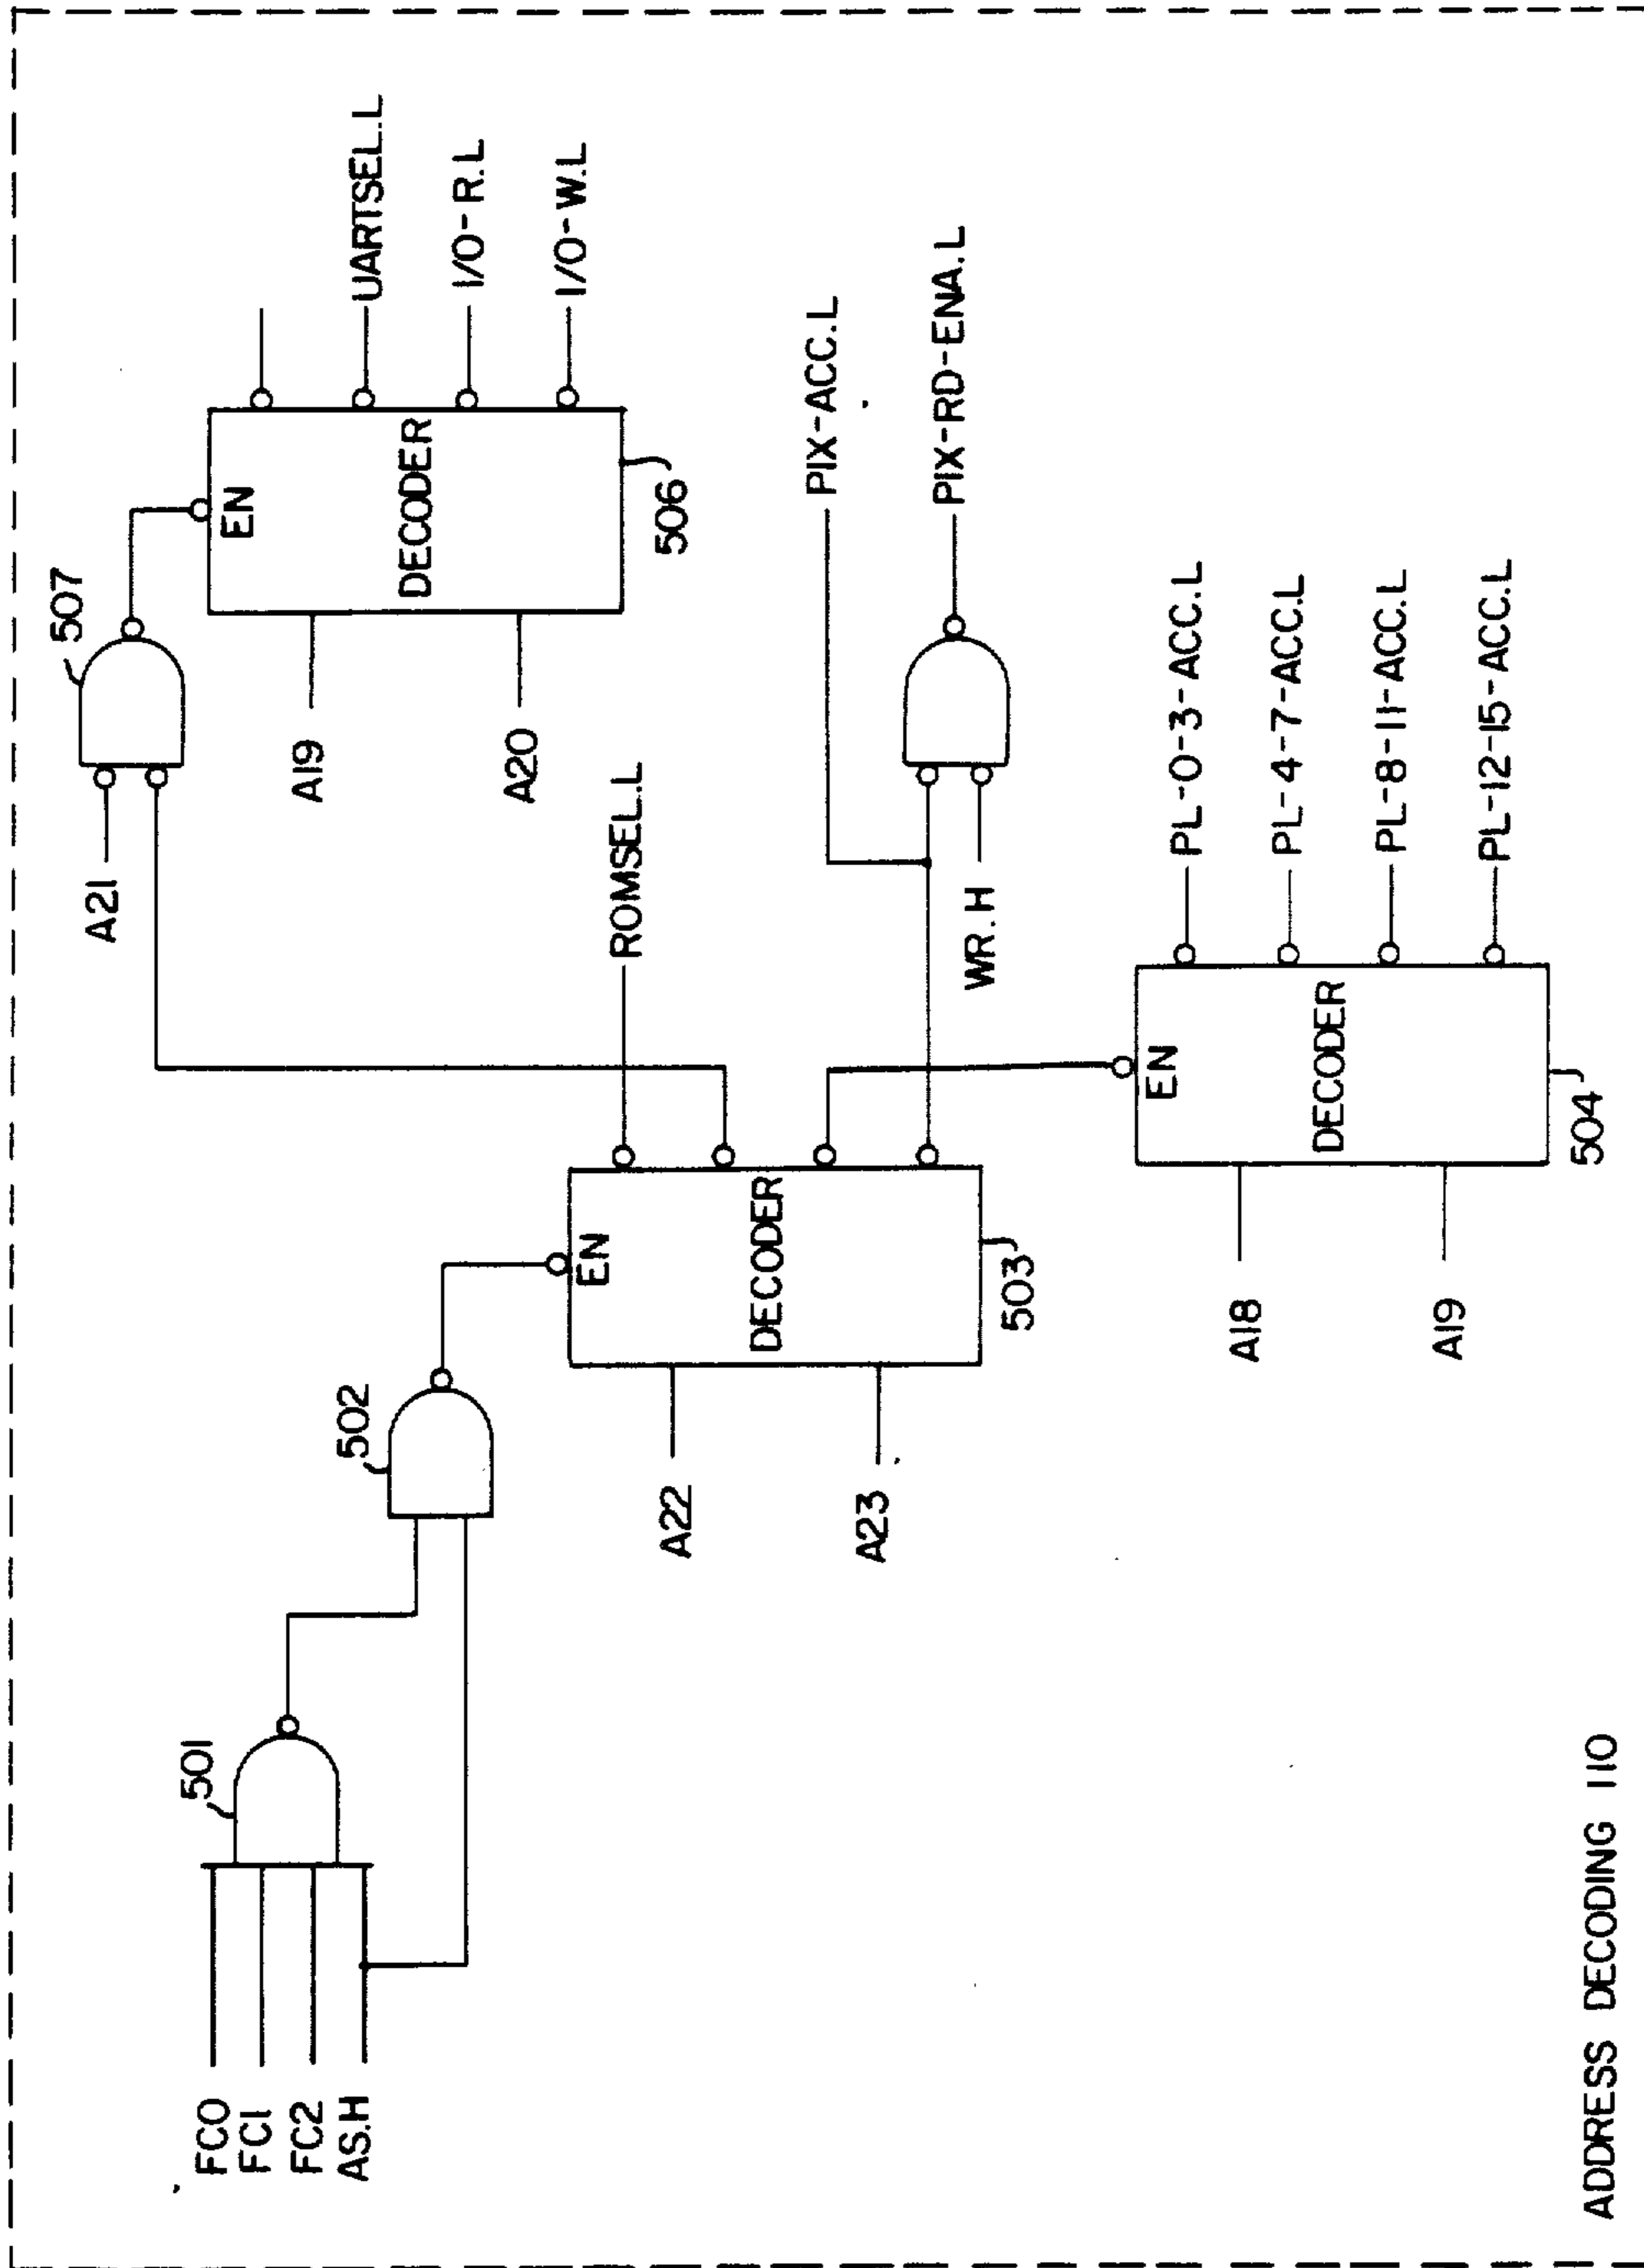 FC0
FC1
FC2
AS.H
501
502
A22
A23
EN
DECODER
503
ROMSEL.L
A21
507
A19
A20
EN
DECODER
506
UARTSEL.L
I/O-R.L
I/O-W.L
PIX-ACC.L
WR.H
PIX-RD-ENA.L
A18
A19
EN
DECODER
504
PL-0-3-ACC.L
PL-4-7-ACC.L
PL-8-11-ACC.L
PL-12-15-ACC.L
ADDRESS DECODING 110